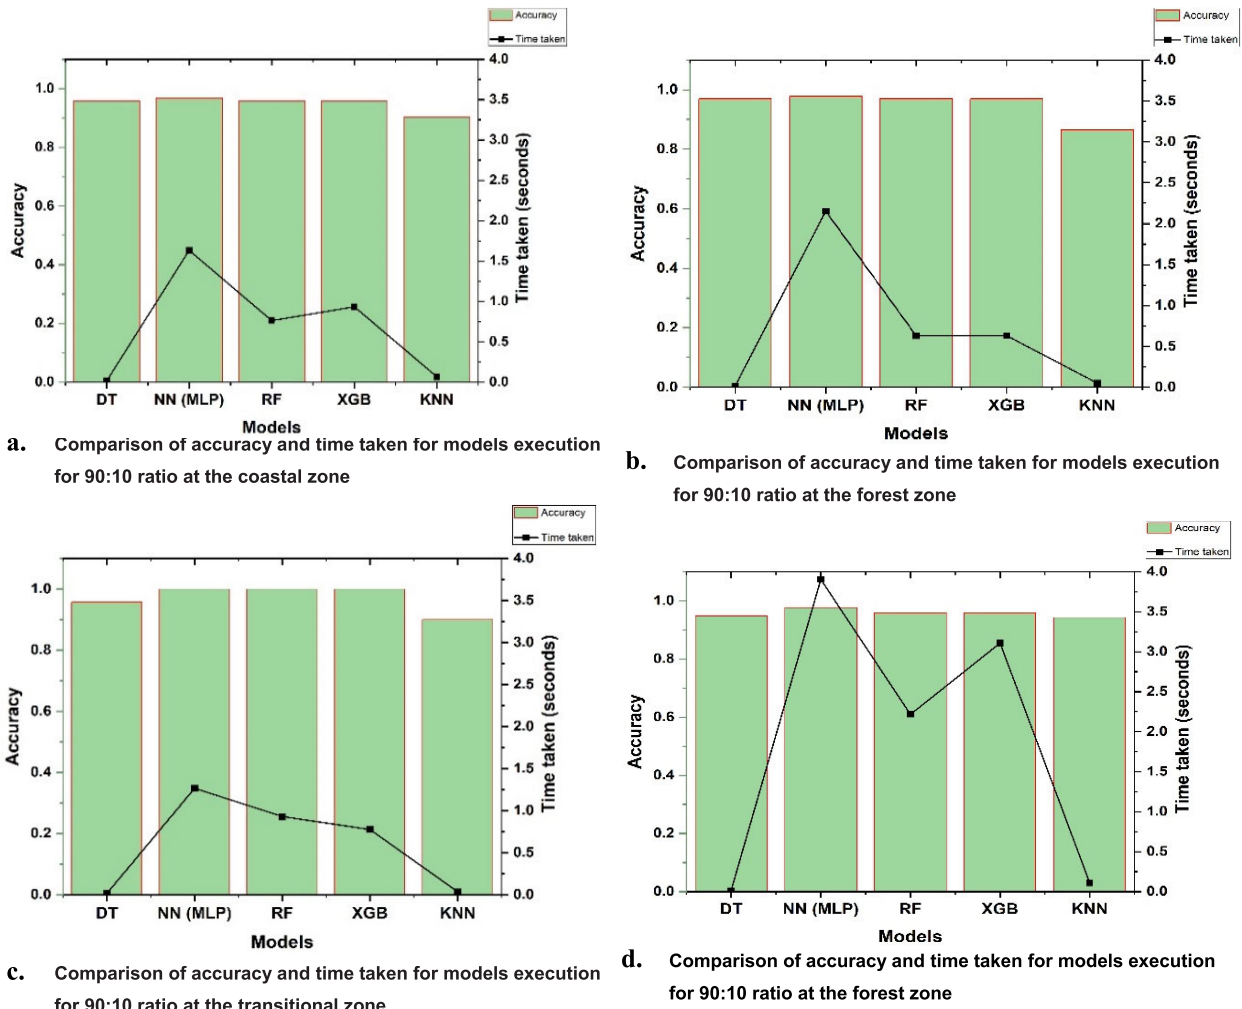 Accuracy
Time taken
1.0
0.8
0.6
0.4
0.2
0.0
Accuracy
4.0
3.5
3.0
2.5
2.0
1.5
1.0
0.5
0.0
Time taken (seconds)
DT NN (MLP) RF XGB KNN
Models
a. Comparison of accuracy and time taken for models execution
for 90:10 ratio at the coastal zone
Accuracy
Time taken
1.0
0.8
0.6
0.4
0.2
0.0
Accuracy
4.0
3.5
3.0
2.5
2.0
1.5
1.0
0.5
0.0
Time taken (seconds)
DT NN (MLP) RF XGB KNN
Models
b. Comparison of accuracy and time taken for models execution
for 90:10 ratio at the forest zone
Accuracy
Time taken
1.0
0.8
0.6
0.4
0.2
0.0
Accuracy
4.0
3.5
3.0
2.5
2.0
1.5
1.0
0.5
0.0
Time taken (seconds)
DT NN (MLP) RF XGB KNN
Models
c. Comparison of accuracy and time taken for models execution
for 90:10 ratio at the transitional zone
Accuracy
Time taken
1.0
0.8
0.6
0.4
0.2
0.0
Accuracy
4.0
3.5
3.0
2.5
2.0
1.5
1.0
0.5
0.0
Time taken (seconds)
DT NN (MLP) RF XGB KNN
Models
d. Comparison of accuracy and time taken for models execution
for 90:10 ratio at the forest zone